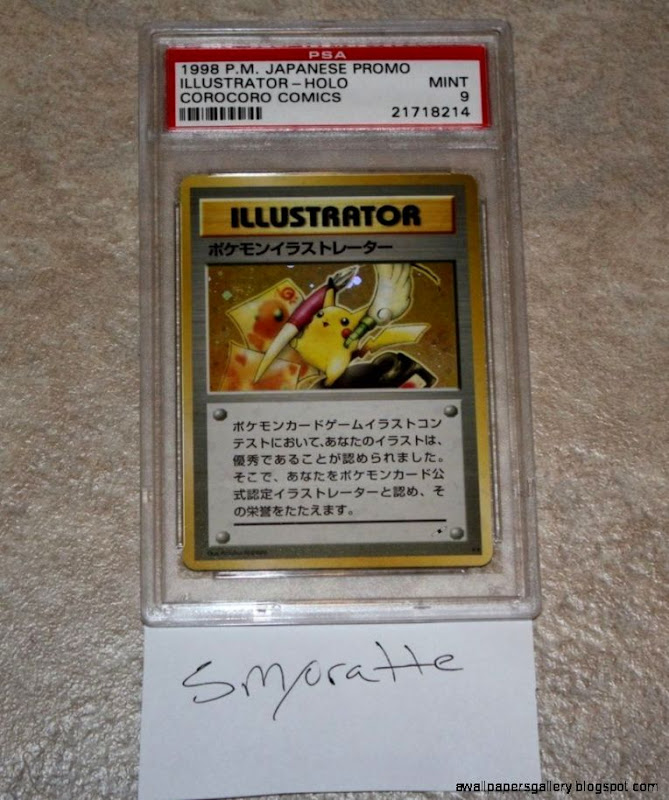 PSA
1998 P.M. JAPANESE PROMO
ILLUSTRATOR-HOLO MINT
COROCORO COMICS 9
21718214
ILLUSTRATOR
ポケモンイラストレーター
ポケモンカードゲームイラストコン
テストにおいて、あなたのイラストは、
優秀であることが認められました。
そこで、あなたをポケモンカード公
式認定イラストレーターと認め、そ
の栄誉をたたえます。
smpratte
awallpapersgallery.blogspot.com